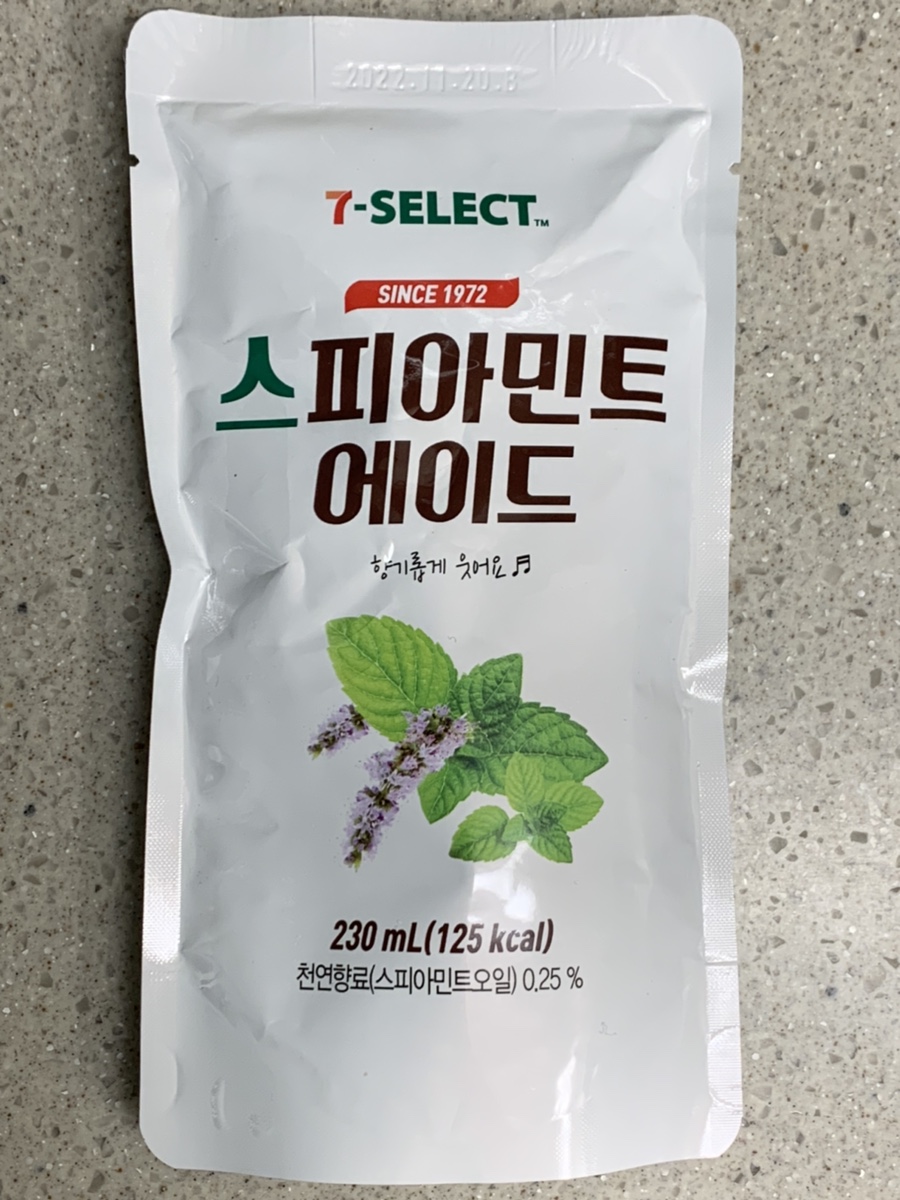 2022.11.20.B
7-SELECT™
SINCE 1972
스피아민트
에이드
향기롭게 웃어요♬
230 mL(125 kcal)
천연향료(스피아민트오일) 0.25 %